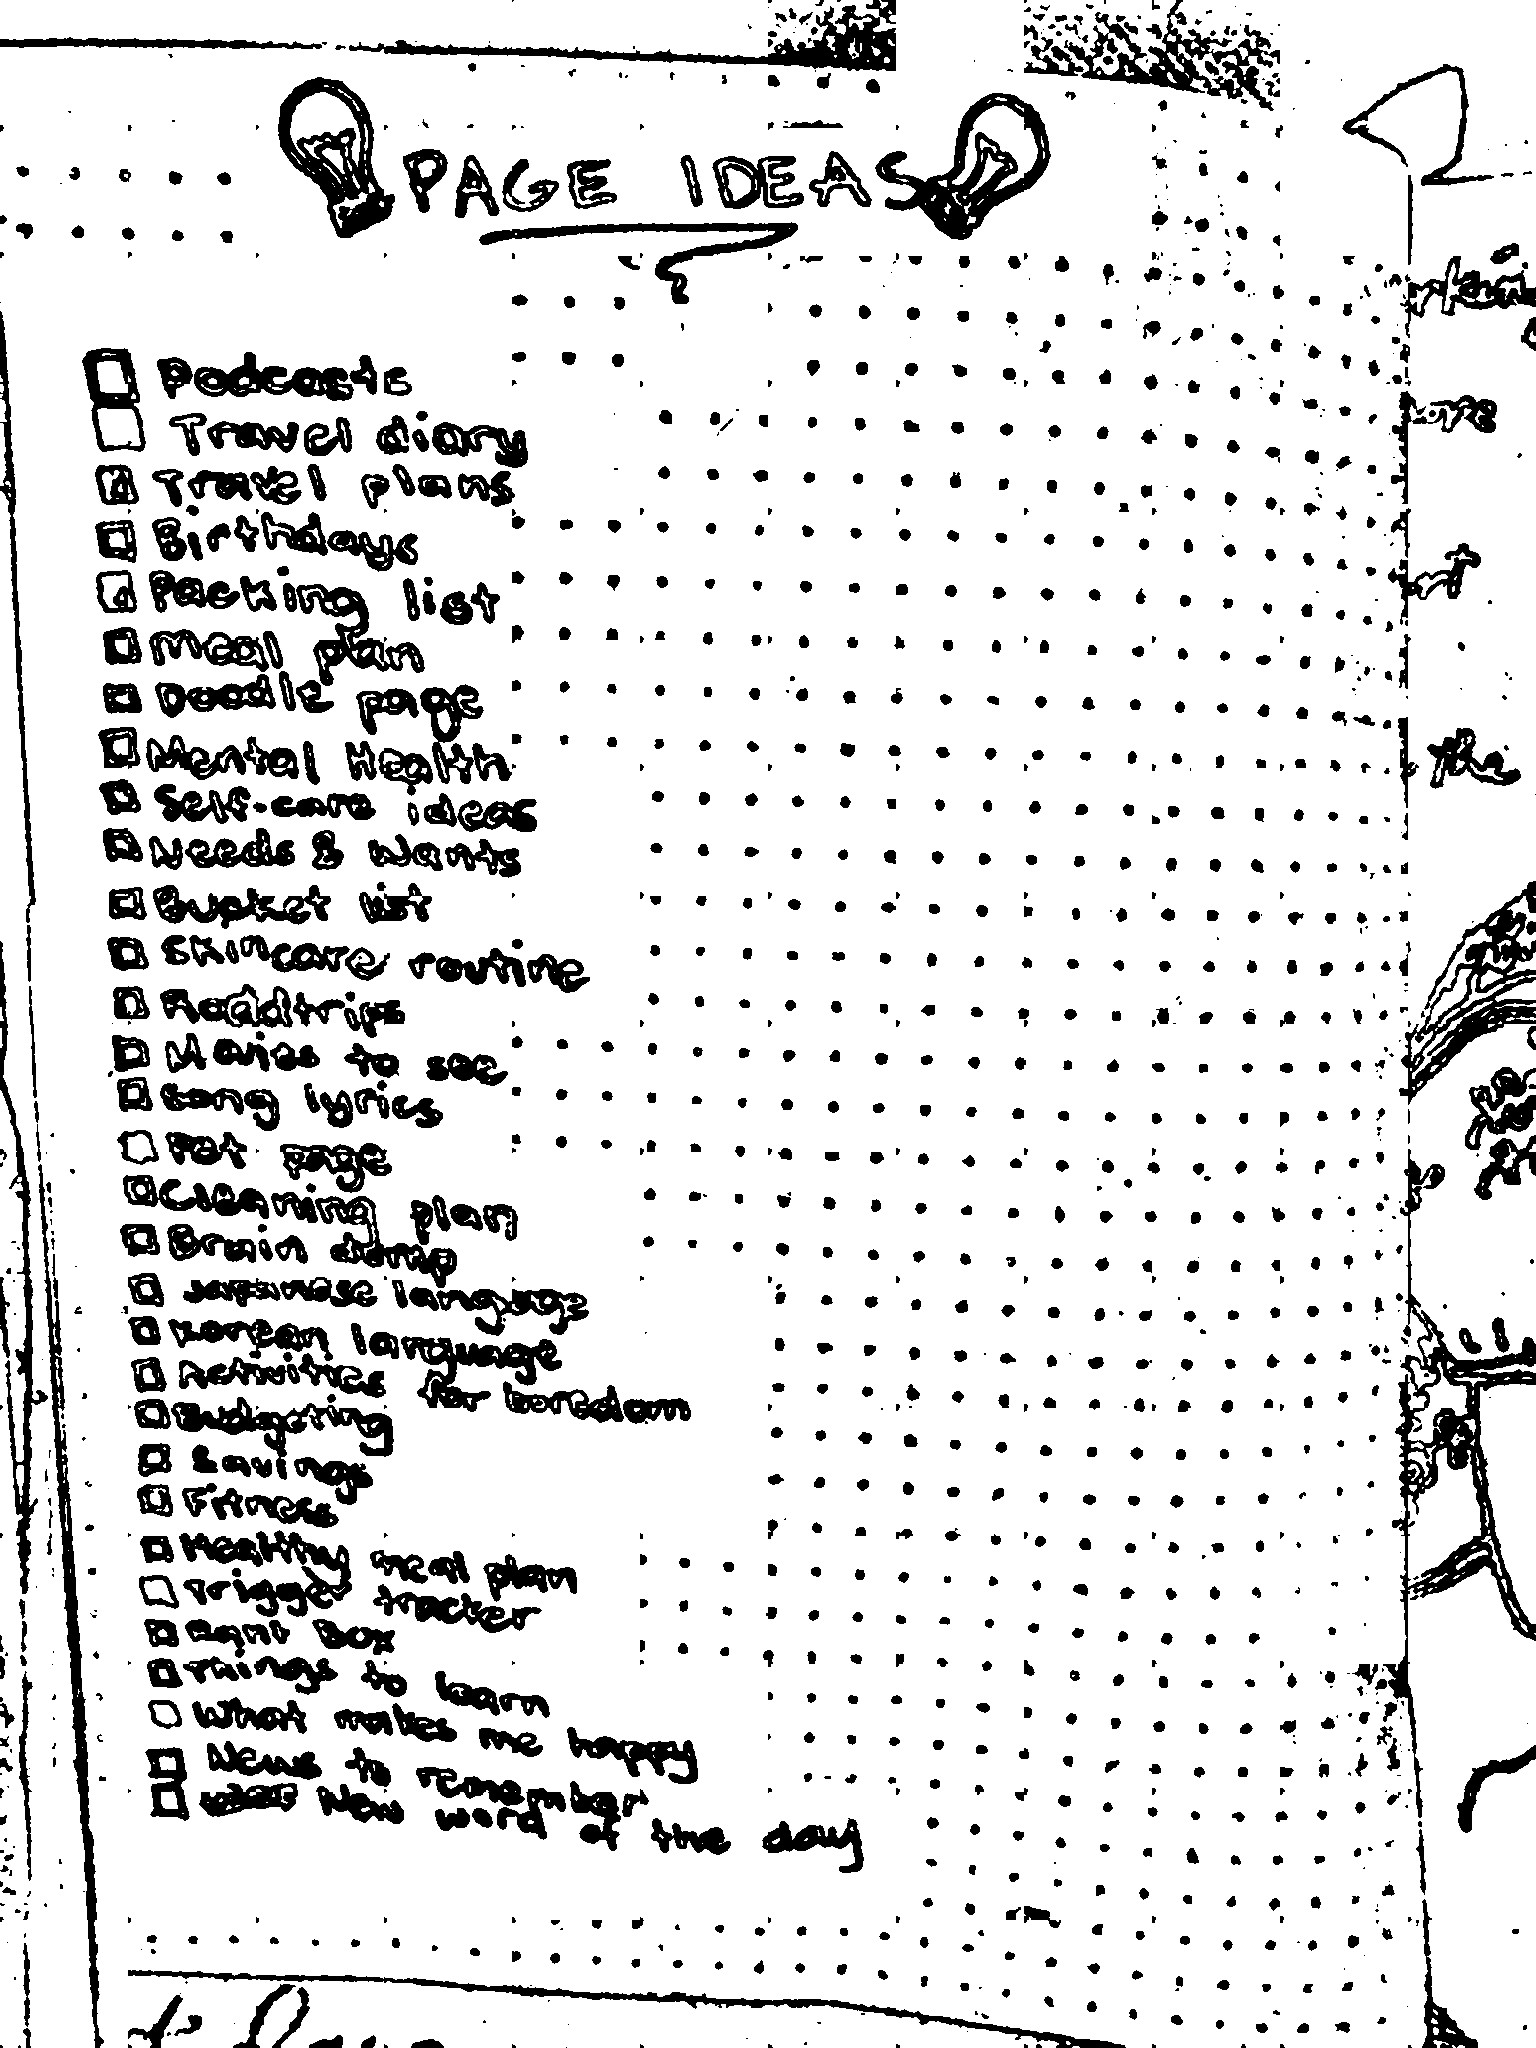 PAGE IDEAS
Podcasts
Travel diary
Travel plans
Birthdays
Packing list
Meal plan
Doodle page
Mental Health
Self-care ideas
Needs & Wants
Bucket list
Skincare routine
Roadtrips
Movies to see
Song lyrics
Pet page
Cleaning plan
Brain dump
Japanese language
Korean language
Activities for boredom
Budgeting
Savings
Fitness
Healthy meal plan
Trigger tracker
Rant Box
Things to learn
What makes me happy
News to remember
New word of the day
the